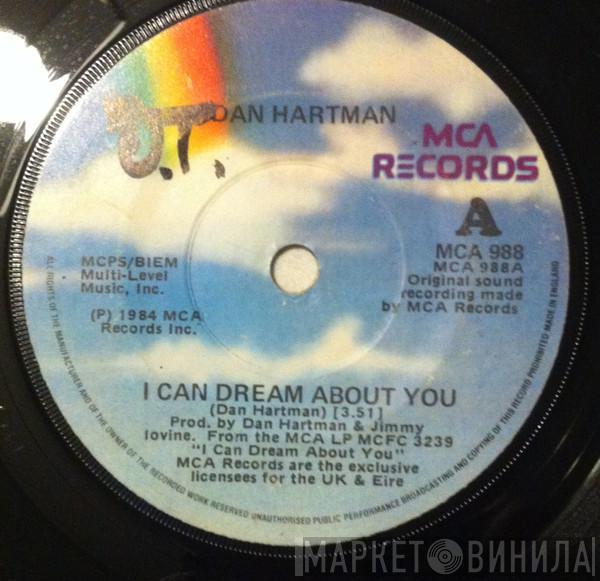 DAN HARTMAN
O.T.
MCA
RECORDS
A
MCA 988
MCA 988A
Original sound
recording made
by MCA Records
MCPS/BIEM
Multi-Level
Music, Inc.
(P) 1984 MCA
Records Inc.
I CAN DREAM ABOUT YOU
(Dan Hartman) [3.51]
Prod. by Dan Hartman & Jimmy
Iovine. From the MCA LP MCFC 3239
"I Can Dream About You"
MCA Records are the exclusive
licensees for the UK & Eire
ALL RIGHTS OF THE MANUFACTURER AND OF THE OWNER OF THE RECORDED WORK RESERVED UNAUTHORISED PUBLIC PERFORMANCE BROADCASTING AND COPYING OF THIS RECORD PROHIBITED MADE IN ENGLAND
МАРКЕТ ВИНИЛА